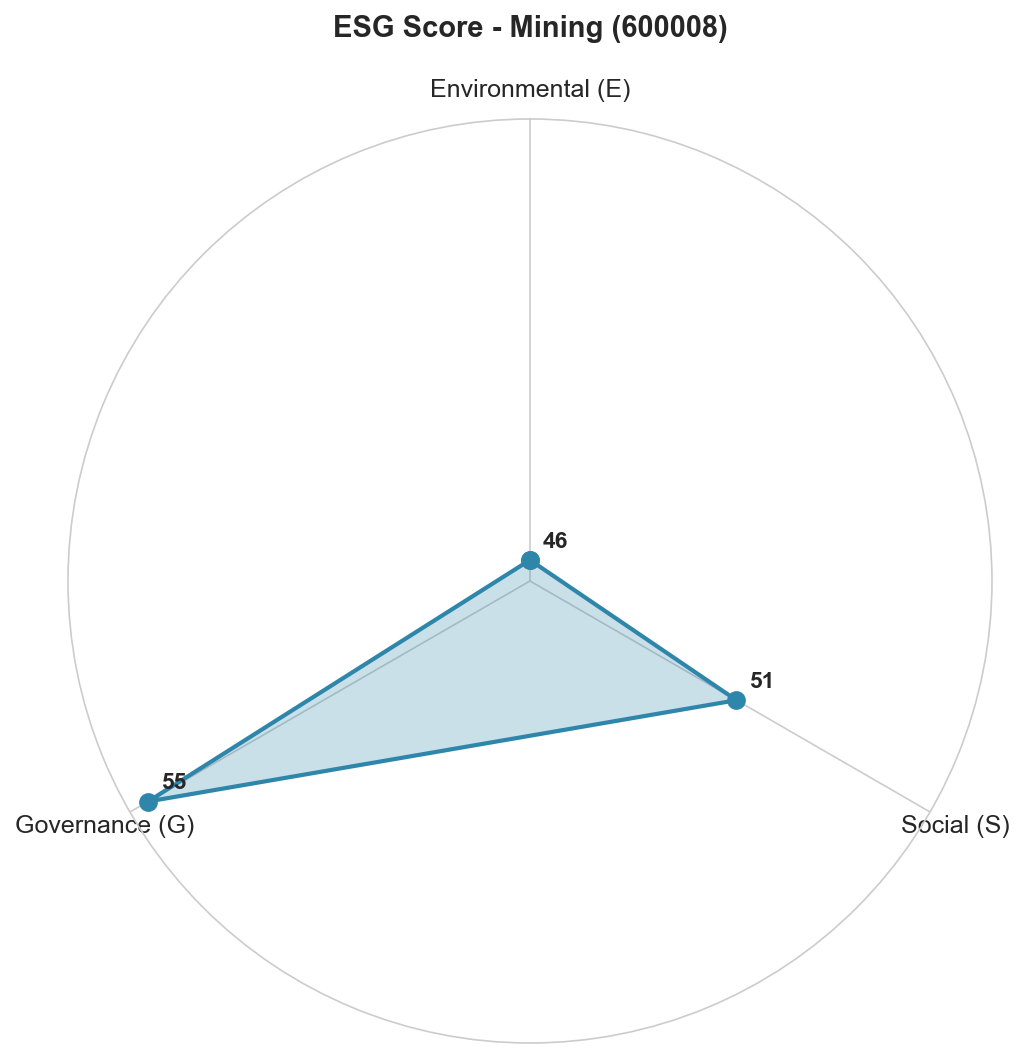 ESG Score - Mining (600008)
Environmental (E)
46
51
55
Governance (G)
Social (S)